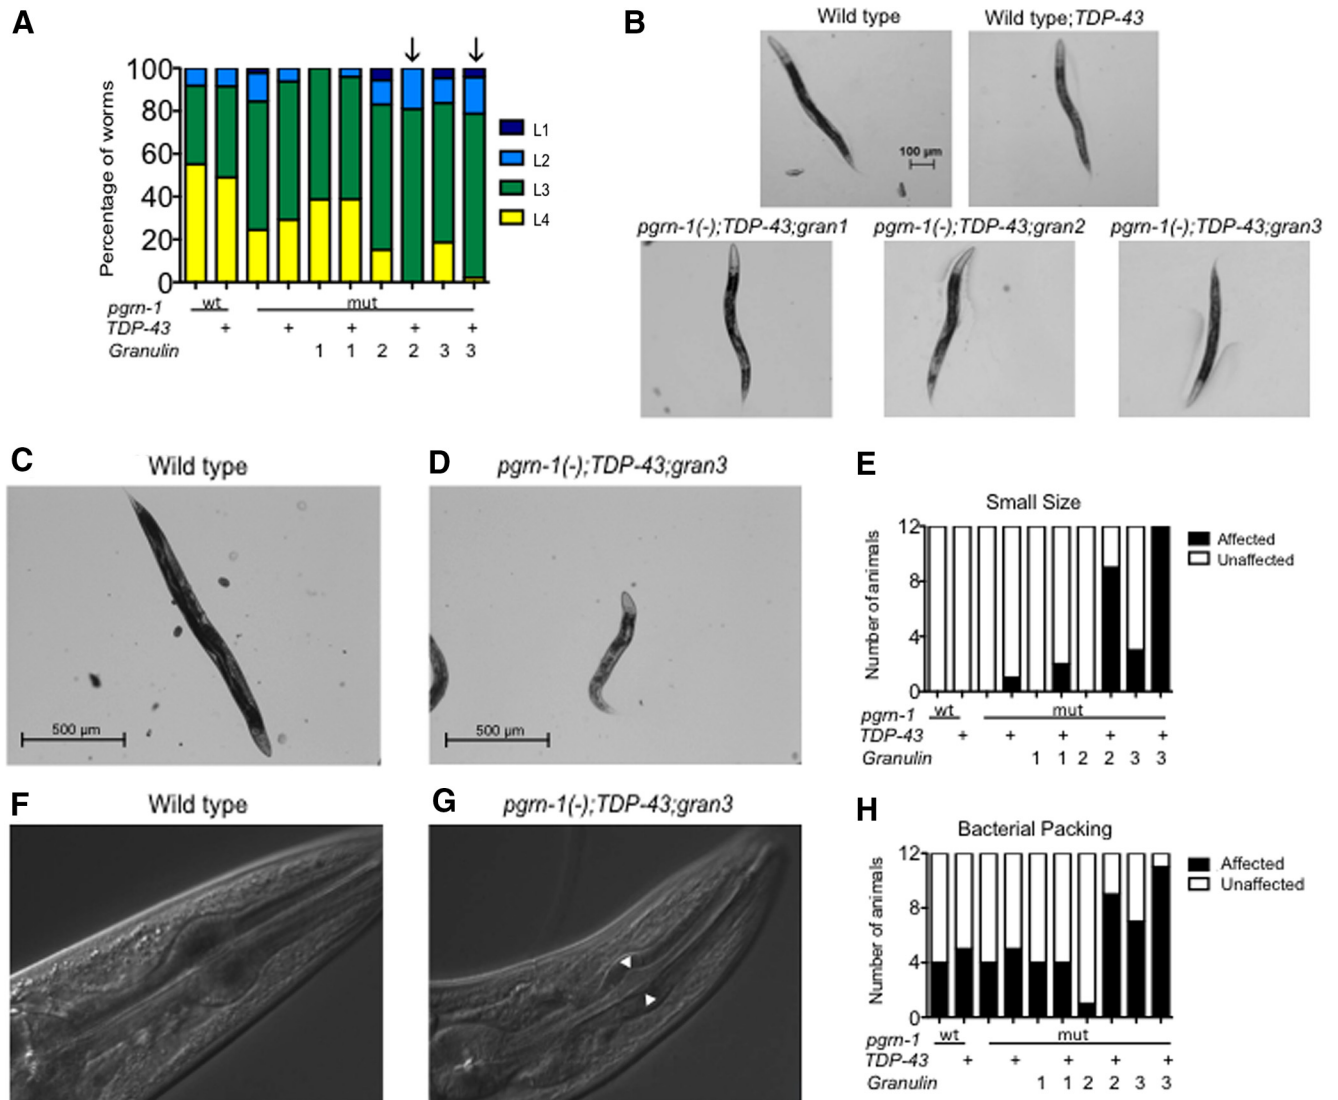 A
Percentage of worms
100
80
60
40
20
0
L1
L2
L3
L4
pgrn-1 wt mut
TDP-43 + + + + +
Granulin 1 1 2 2 3 3
B
Wild type
Wild type;TDP-43
100 µm
pgrn-1(-);TDP-43;gran1
pgrn-1(-);TDP-43;gran2
pgrn-1(-);TDP-43;gran3
C
Wild type
500 µm
D
pgrn-1(-);TDP-43;gran3
500 µm
E
Small Size
Number of animals
12
8
4
0
Affected
Unaffected
pgrn-1 wt mut
TDP-43 + + + + +
Granulin 1 1 2 2 3 3
F
Wild type
G
pgrn-1(-);TDP-43;gran3
H
Bacterial Packing
Number of animals
12
8
4
0
Affected
Unaffected
pgrn-1 wt mut
TDP-43 + + + + +
Granulin 1 1 2 2 3 3